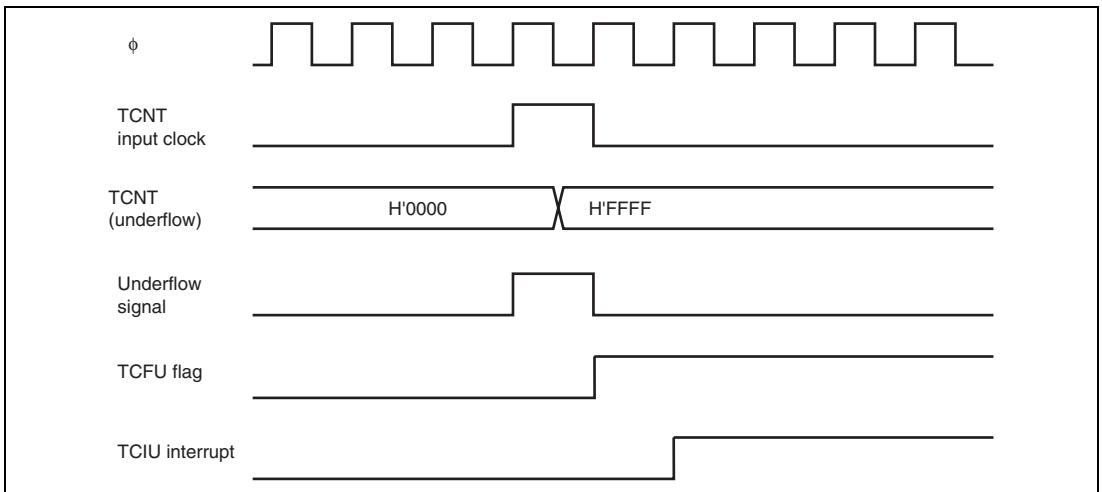 ϕ
TCNT
input clock
TCNT
(underflow)
H'0000
H'FFFF
Underflow
signal
TCFU flag
TCIU interrupt